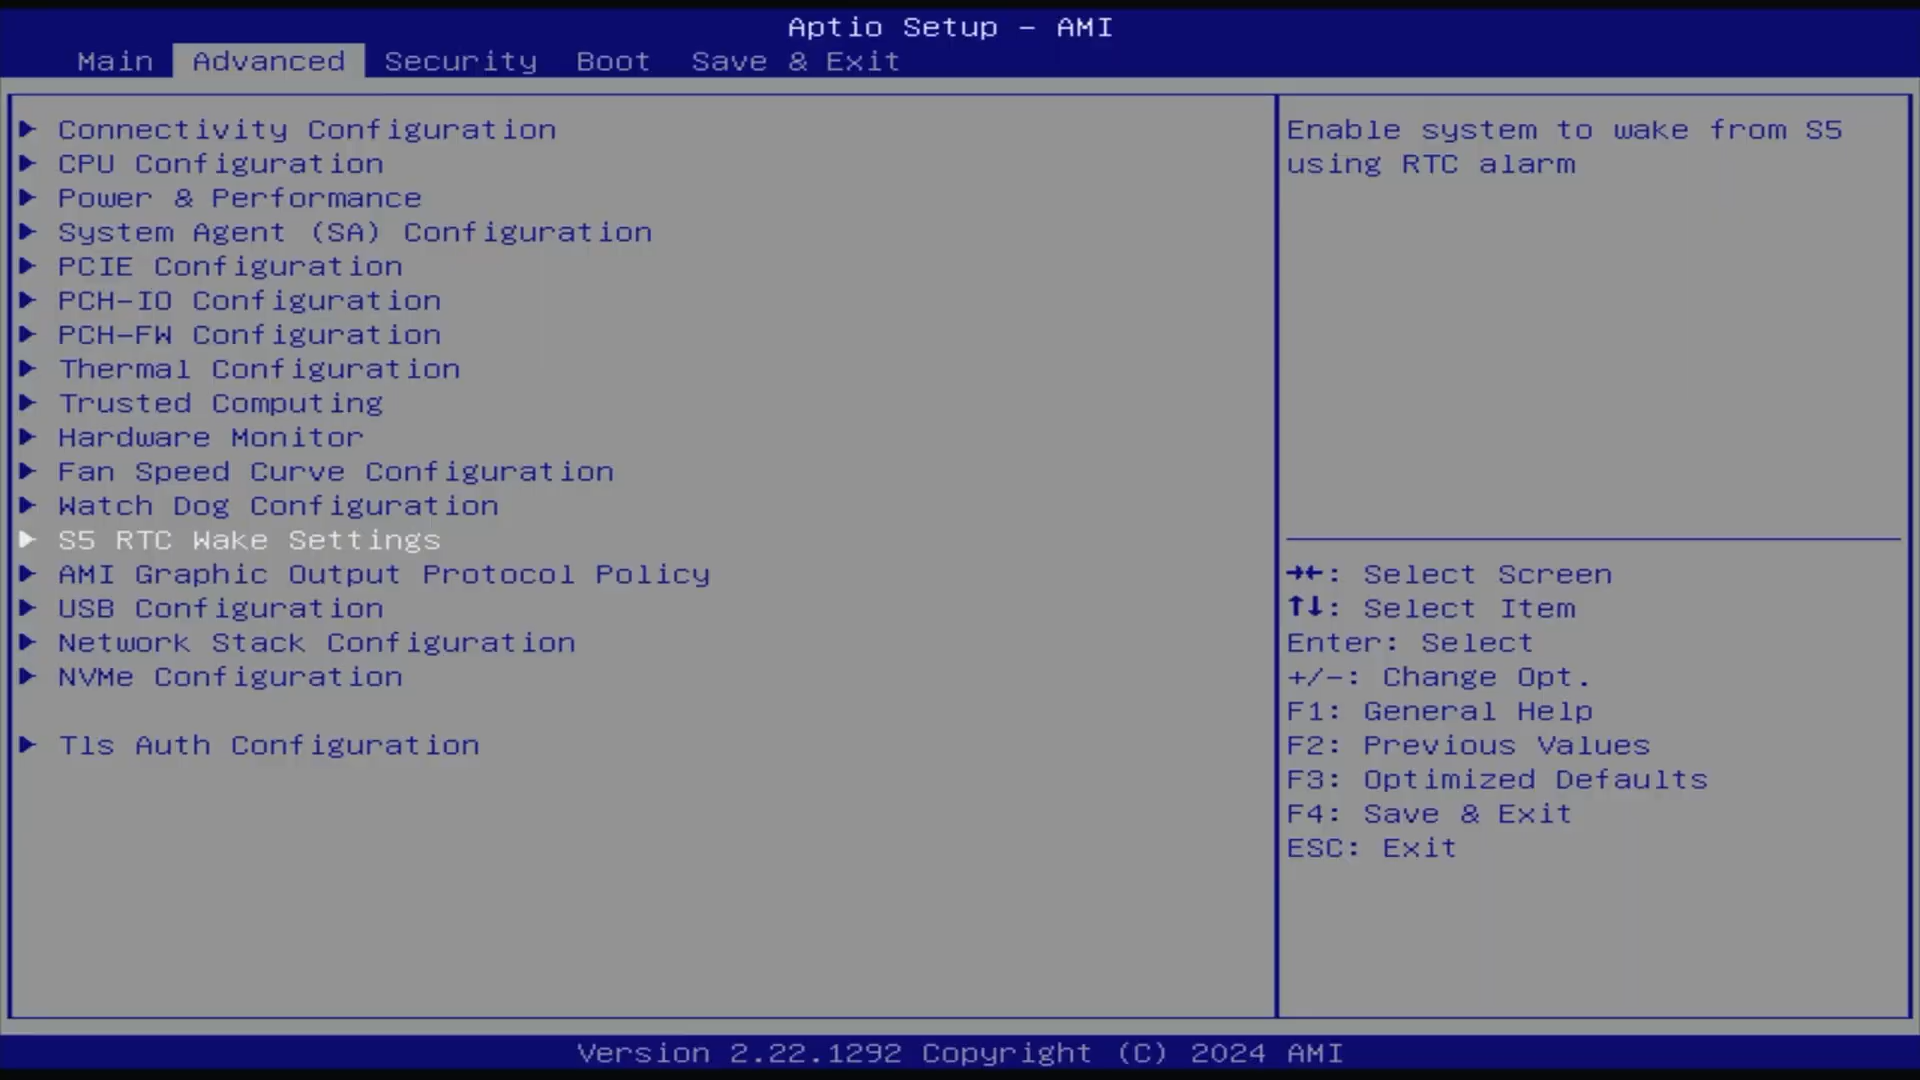 Aptio Setup - AMI
Main Advanced Security Boot Save & Exit
Connectivity Configuration
CPU Configuration
Power & Performance
System Agent (SA) Configuration
PCIE Configuration
PCH-IO Configuration
PCH-FW Configuration
Thermal Configuration
Trusted Computing
Hardware Monitor
Fan Speed Curve Configuration
Watch Dog Configuration
S5 RTC Wake Settings
AMI Graphic Output Protocol Policy
USB Configuration
Network Stack Configuration
NVMe Configuration
Tls Auth Configuration
Enable system to wake from S5
using RTC alarm
→←: Select Screen
↑↓: Select Item
Enter: Select
+/-: Change Opt.
F1: General Help
F2: Previous Values
F3: Optimized Defaults
F4: Save & Exit
ESC: Exit
Version 2.22.1292 Copyright (C) 2024 AMI